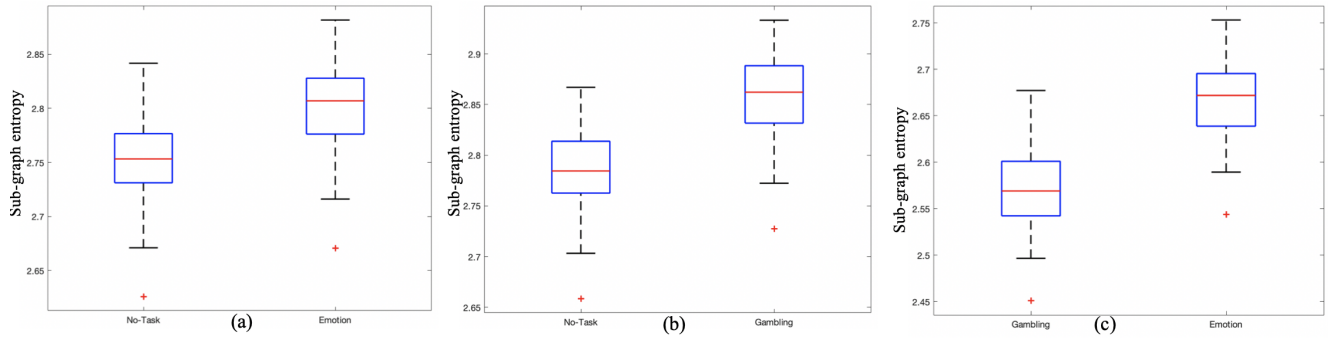 Sub-graph entropy
2.85
2.8
2.75
2.7
2.65
No-Task
(a)
Emotion
Sub-graph entropy
2.9
2.85
2.8
2.75
2.7
2.65
No-Task
(b)
Gambling
Sub-graph entropy
2.75
2.7
2.65
2.6
2.55
2.5
2.45
Gambling
(c)
Emotion